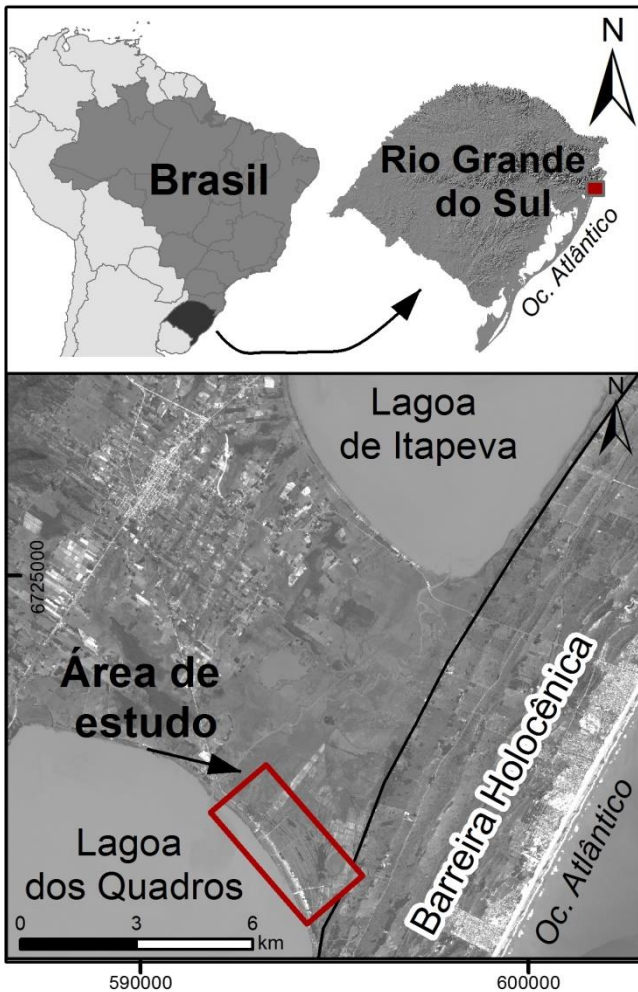 N
Brasil
Rio Grande
do Sul
Oc. Atlântico
N
Lagoa
de Itapeva
6725000
Área de
estudo
Barreira Holocênica
Lagoa
dos Quadros
Oc. Atlântico
0 3 6
km
590000 600000